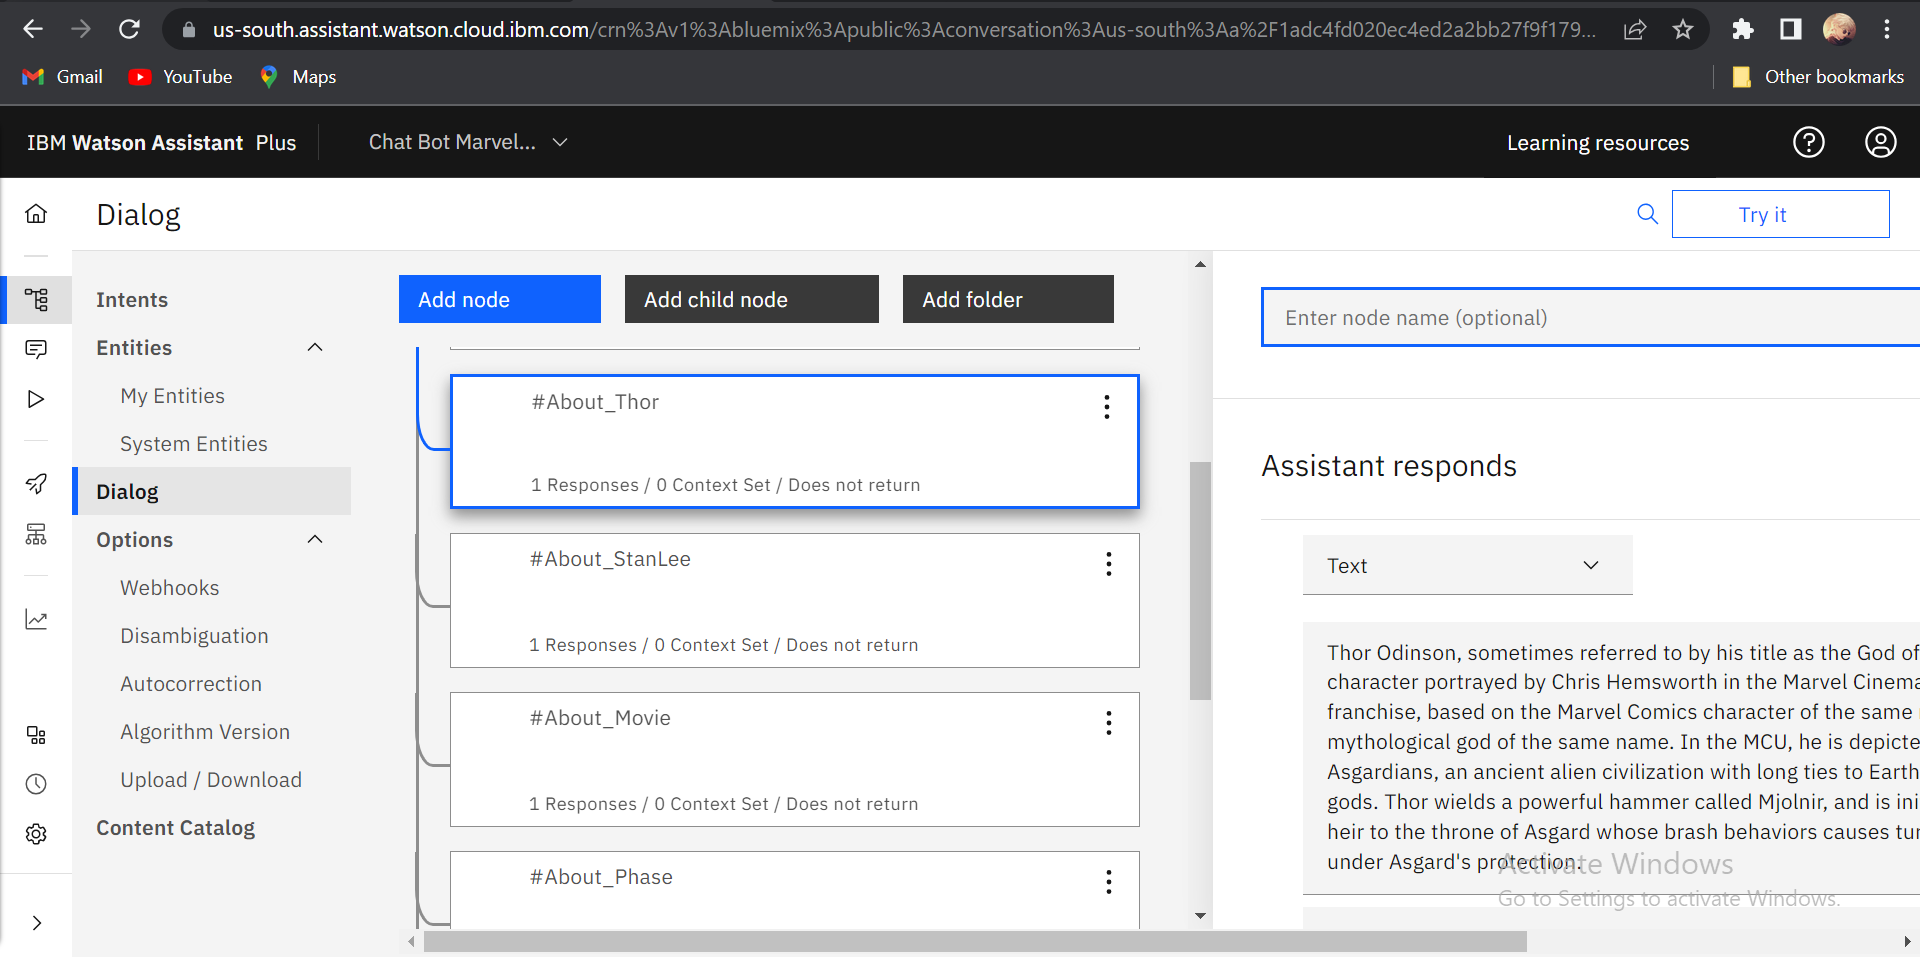 us-south.assistant.watson.cloud.ibm.com/crn%3Av1%3Abluemix%3Apublic%3Aconversation%3Aus-south%3Aa%2F1adc4fd020ec4ed2a2bb27f9f179...
Gmail YouTube Maps Other bookmarks
IBM Watson Assistant Plus Chat Bot Marvel... Learning resources
Dialog Try it
Intents
Entities
My Entities
System Entities
Dialog
Options
Webhooks
Disambiguation
Autocorrection
Algorithm Version
Upload / Download
Content Catalog
Add node Add child node Add folder
#About_Thor
1 Responses / 0 Context Set / Does not return
#About_StanLee
1 Responses / 0 Context Set / Does not return
#About_Movie
1 Responses / 0 Context Set / Does not return
#About_Phase
Enter node name (optional)
Assistant responds
Text
Thor Odinson, sometimes referred to by his title as the God of
character portrayed by Chris Hemsworth in the Marvel Cinema
franchise, based on the Marvel Comics character of the same
mythological god of the same name. In the MCU, he is depicte
Asgardians, an ancient alien civilization with long ties to Earth
gods. Thor wields a powerful hammer called Mjolnir, and is ini
heir to the throne of Asgard whose brash behaviors causes tur
under Asgard's protection.
Activate Windows
Go to Settings to activate Windows.